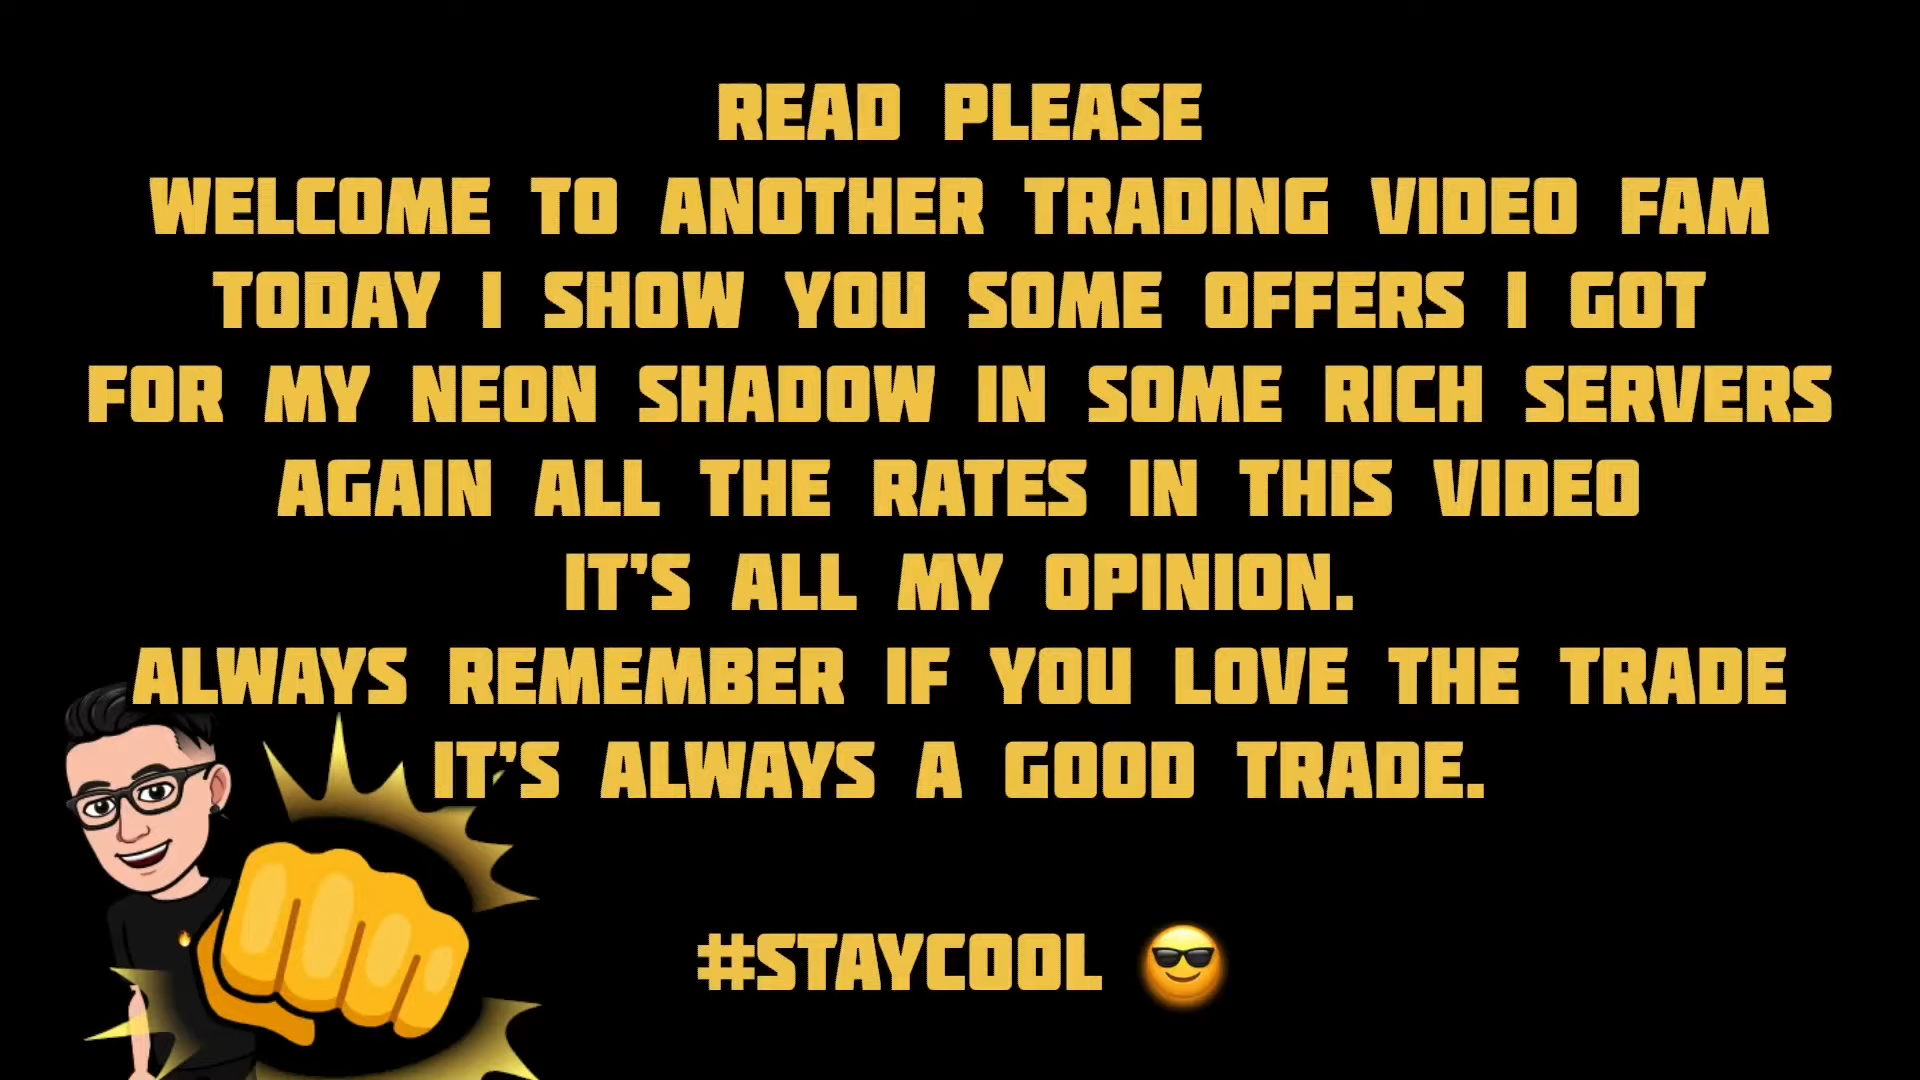 READ PLEASE
WELCOME TO ANOTHER TRADING VIDEO FAM
TODAY I SHOW YOU SOME OFFERS I GOT
FOR MY NEON SHADOW IN SOME RICH SERVERS
AGAIN ALL THE RATES IN THIS VIDEO
IT'S ALL MY OPINION.
ALWAYS REMEMBER IF YOU LOVE THE TRADE
IT'S ALWAYS A GOOD TRADE.
#STAYCOOL 😎